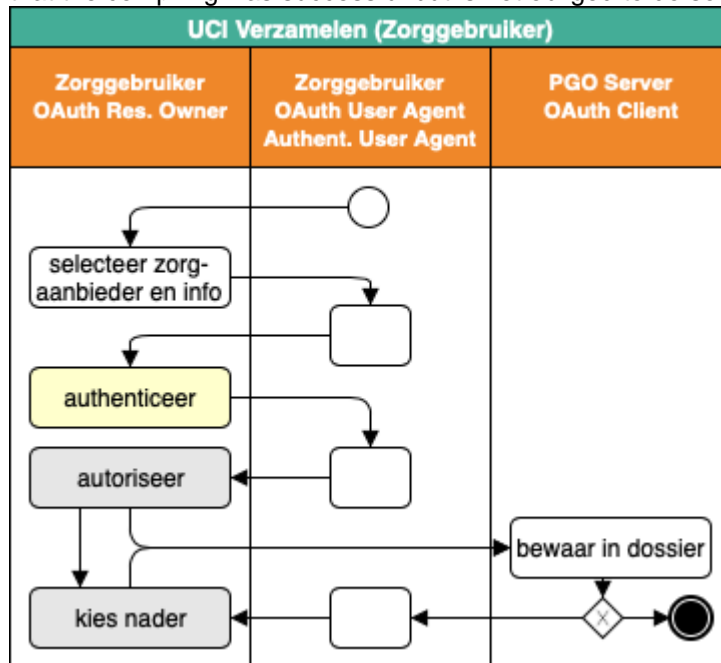 UCI Verzamelen (Zorggebruiker)
Zorggebruiker
OAuth Res. Owner
Zorggebruiker
OAuth User Agent
Authent. User Agent
PGO Server
OAuth Client
selecteer zorg-
aanbieder en info
authenticeer
autoriseer
bewaar in dossier
kies nader
X